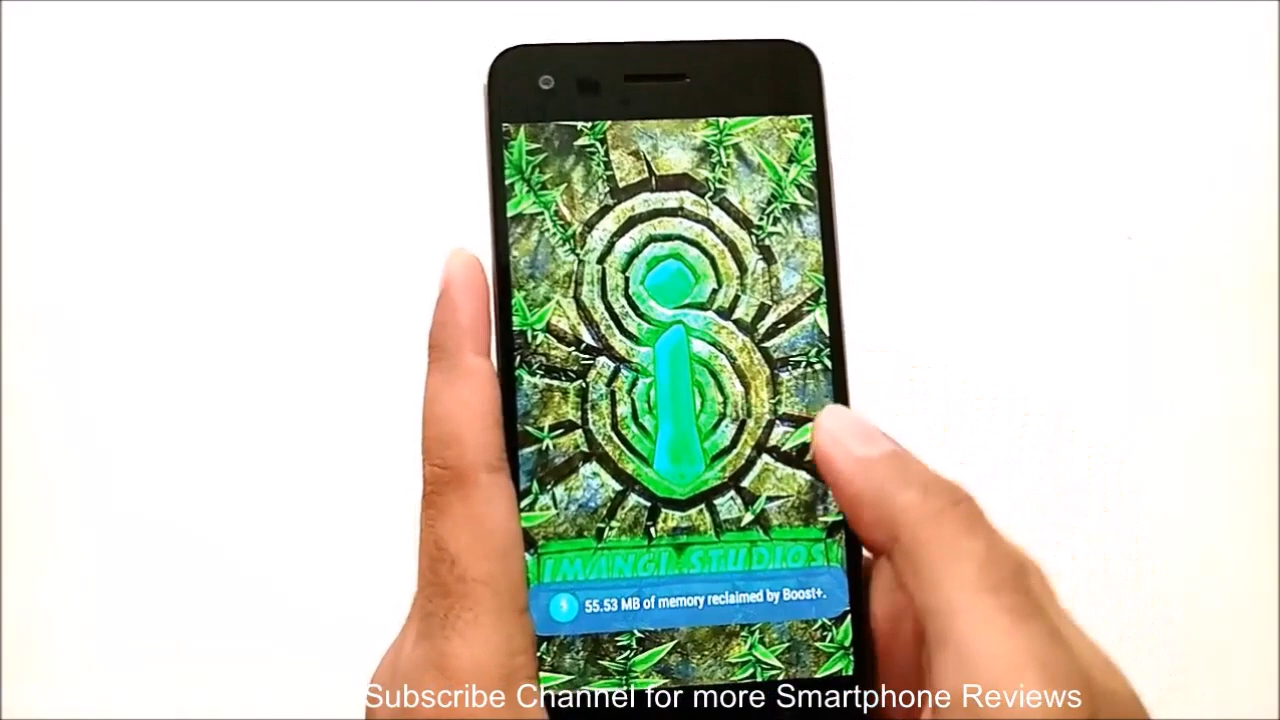 IMANGI STUDIOS
55.53 MB of memory reclaimed by Boost+.
Subscribe Channel for more Smartphone Reviews